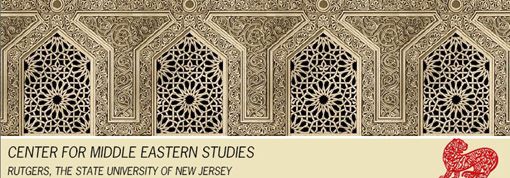 CENTER FOR MIDDLE EASTERN STUDIES
RUTGERS, THE STATE UNIVERSITY OF NEW JERSEY